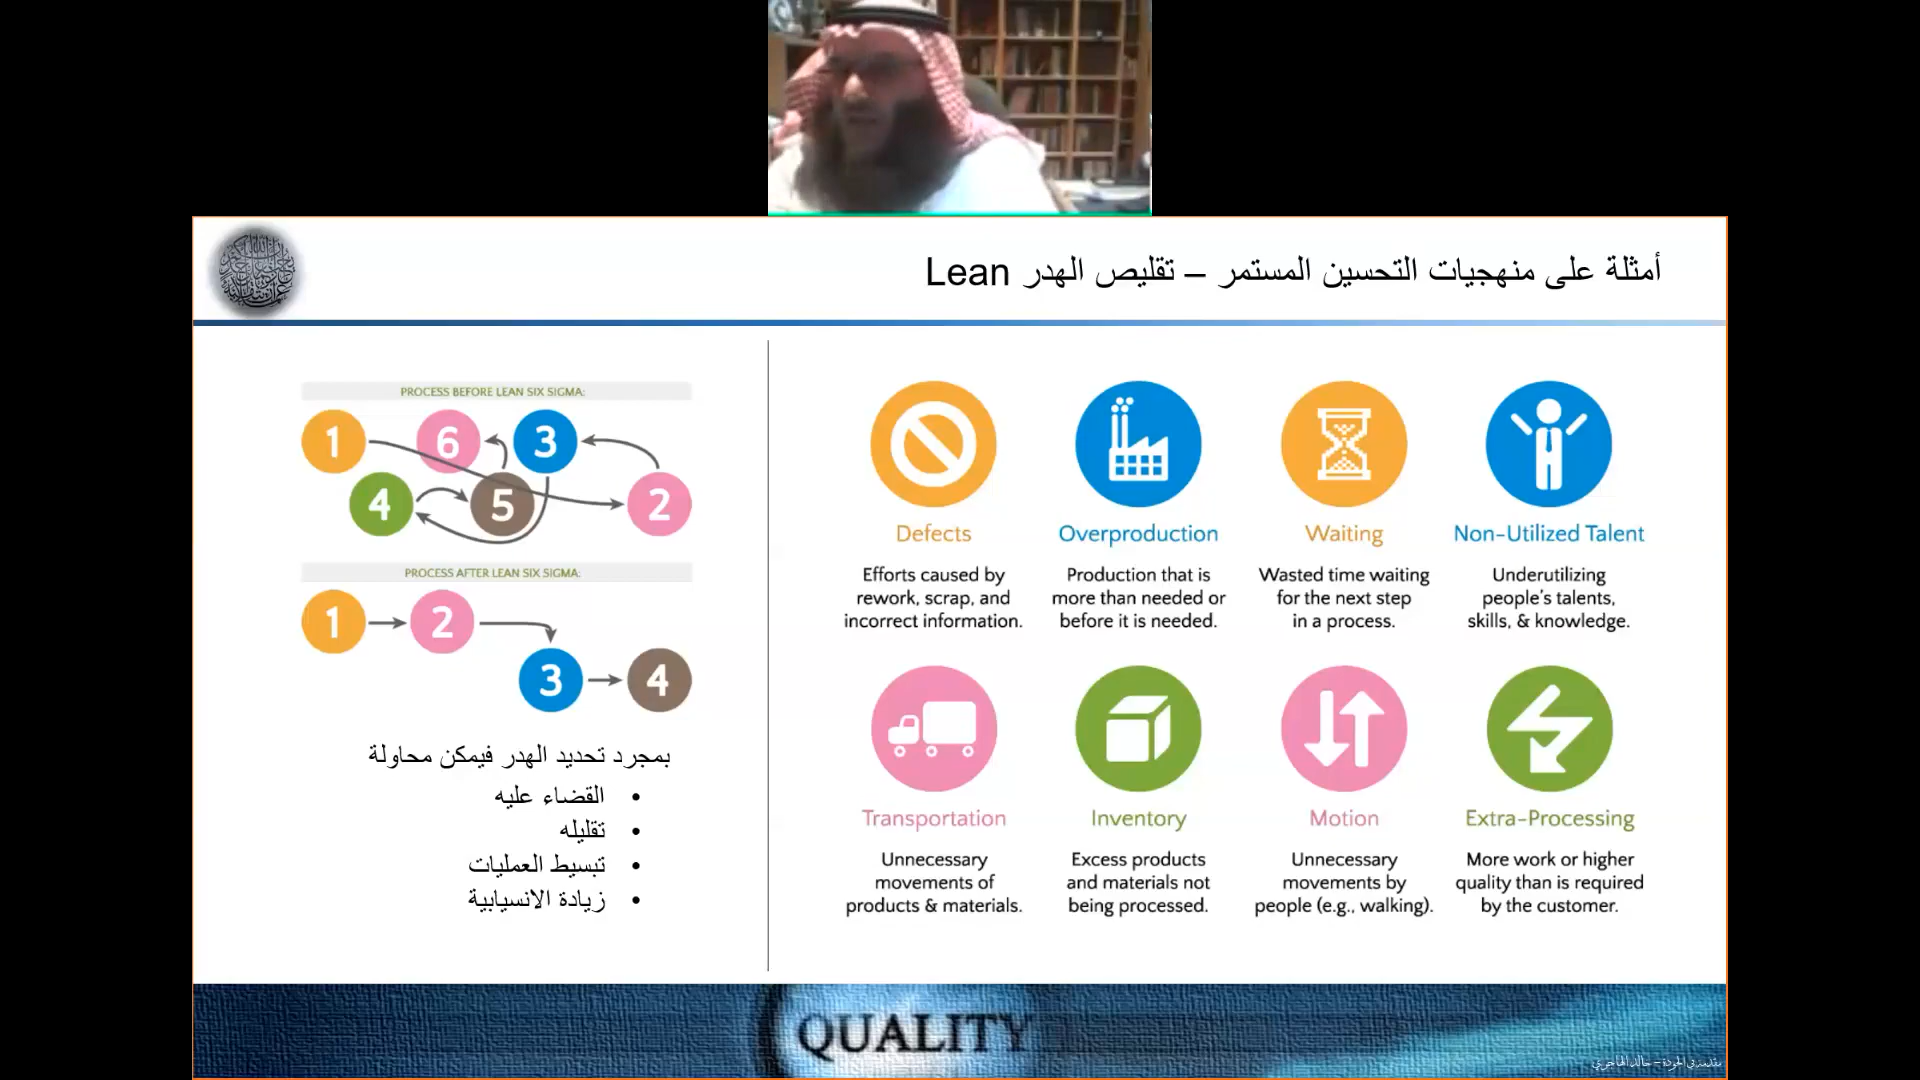 أمثلة على منهجيات التحسين المستمر – تقليص الهدر Lean
PROCESS BEFORE LEAN SIX SIGMA:
1
6
3
4
5
2
PROCESS AFTER LEAN SIX SIGMA:
1
2
3
4
بمجرد تحديد الهدر فيمكن محاولة
• القضاء عليه
• تقليله
• تبسيط العمليات
• زيادة الانسيابية
Defects
Efforts caused by
rework, scrap, and
incorrect information.
Overproduction
Production that is
more than needed or
before it is needed.
Waiting
Wasted time waiting
for the next step
in a process.
Non-Utilized Talent
Underutilizing
people's talents,
skills, & knowledge.
Transportation
Unnecessary
movements of
products & materials.
Inventory
Excess products
and materials not
being processed.
Motion
Unnecessary
movements by
people (e.g., walking).
Extra-Processing
More work or higher
quality than is required
by the customer.
QUALITY
مقدمة في الجودة – خالد الهاجري